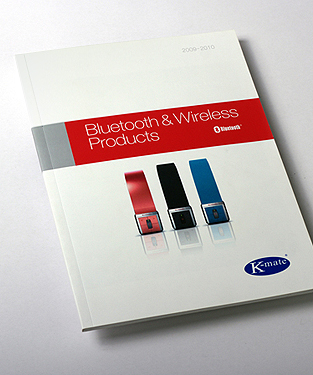 2009-2010
Bluetooth & Wireless
Products
Bluetooth®
K-mate®